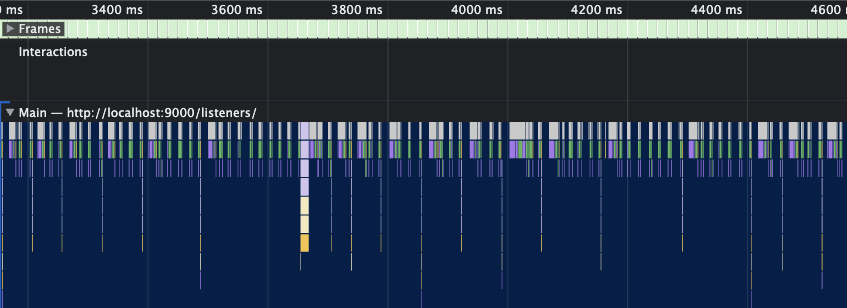 0 ms 3400 ms 3600 ms 3800 ms 4000 ms 4200 ms 4400 ms 4600
Frames
Interactions
Main — http://localhost:9000/listeners/